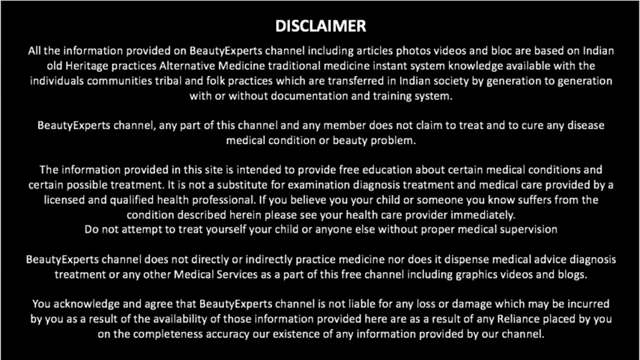 DISCLAIMER
All the information provided on BeautyExperts channel including articles photos videos and bloc are based on Indian
old Heritage practices Alternative Medicine traditional medicine instant system knowledge available with the
individuals communities tribal and folk practices which are transferred in Indian society by generation to generation
with or without documentation and training system.
BeautyExperts channel, any part of this channel and any member does not claim to treat and to cure any disease
medical condition or beauty problem.
The information provided in this site is intended to provide free education about certain medical conditions and
certain possible treatment. It is not a substitute for examination diagnosis treatment and medical care provided by a
licensed and qualified health professional. If you believe you your child or someone you know suffers from the
condition described herein please see your health care provider immediately.
Do not attempt to treat yourself your child or anyone else without proper medical supervision
BeautyExperts channel does not directly or indirectly practice medicine nor does it dispense medical advice diagnosis
treatment or any other Medical Services as a part of this free channel including graphics videos and blogs.
You acknowledge and agree that BeautyExperts channel is not liable for any loss or damage which may be incurred
by you as a result of the availability of those information provided here are as a result of any Reliance placed by you
on the completeness accuracy our existence of any information provided by our channel.